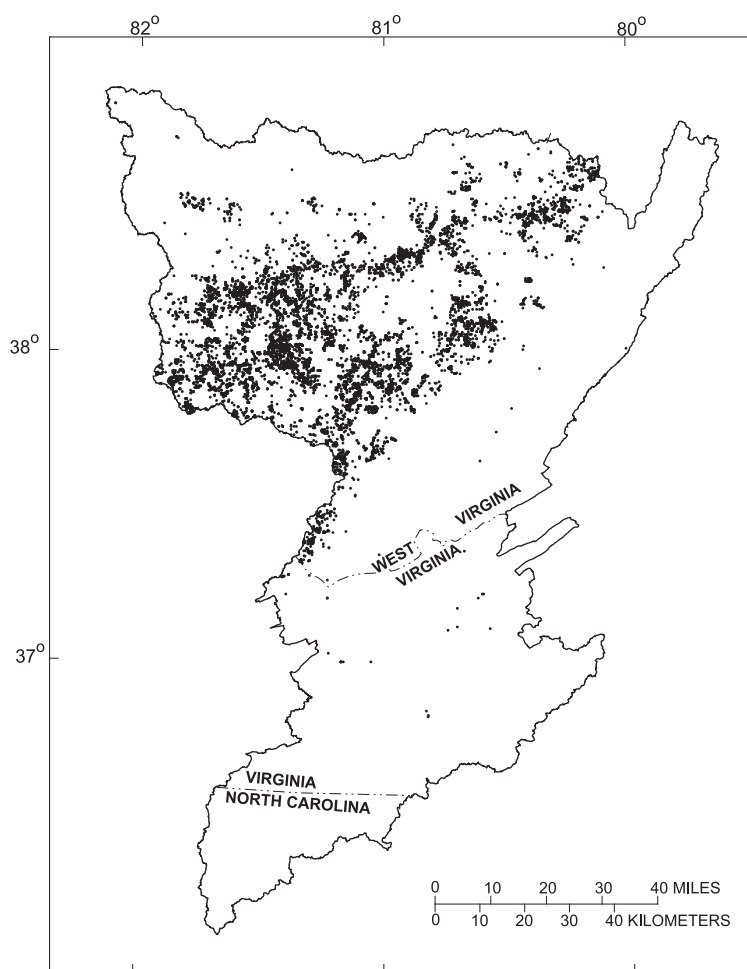 82° 81° 80°
38°
WEST VIRGINIA
VIRGINIA
37°
VIRGINIA
NORTH CAROLINA
0 10 20 30 40 MILES
0 10 20 30 40 KILOMETERS